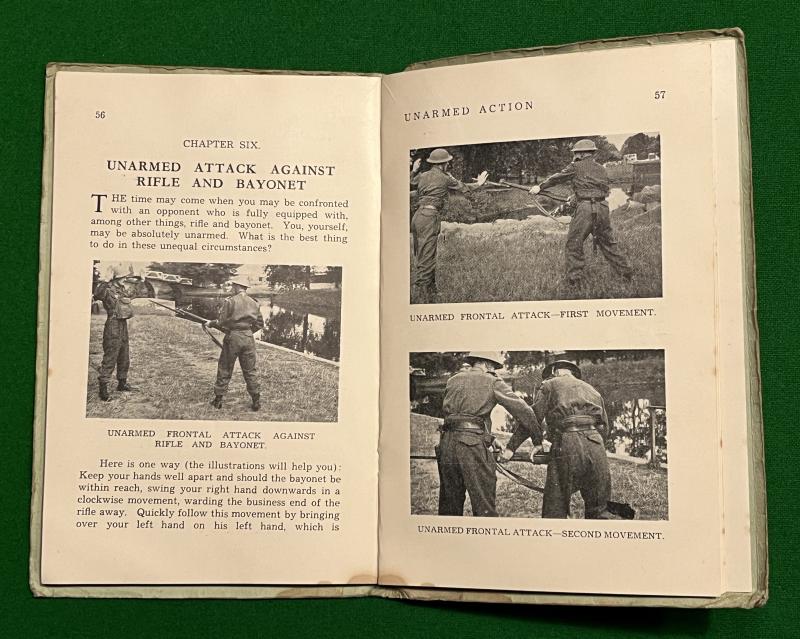 56
CHAPTER SIX.
UNARMED ATTACK AGAINST
RIFLE AND BAYONET
THE time may come when you may be confronted
with an opponent who is fully equipped with,
among other things, rifle and bayonet. You, yourself,
may be absolutely unarmed. What is the best thing
to do in these unequal circumstances?
UNARMED FRONTAL ATTACK AGAINST
RIFLE AND BAYONET.
Here is one way (the illustrations will help you):
Keep your hands well apart and should the bayonet be
within reach, swing your right hand downwards in a
clockwise movement, warding the business end of the
rifle away. Quickly follow this movement by bringing
over your left hand on his left hand, which is
UNARMED ACTION
57
UNARMED FRONTAL ATTACK—FIRST MOVEMENT.
UNARMED FRONTAL ATTACK—SECOND MOVEMENT.